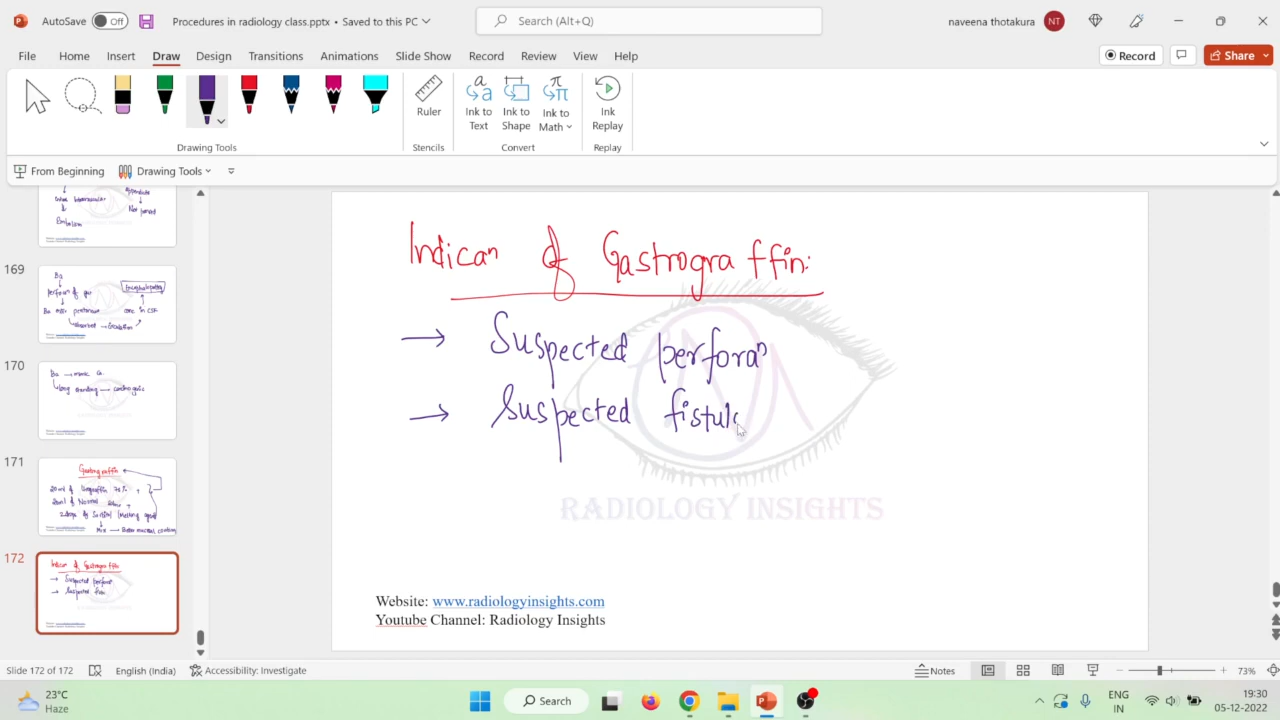 AutoSave Off Procedures in radiology class.pptx • Saved to this PC Search (Alt+Q) naveena thotakura NT
File Home Insert Draw Design Transitions Animations Slide Show Record Review View Help Record Share
Ruler
Ink to Text Ink to Shape Ink to Math Ink Replay
Drawing Tools Stencils Convert Replay
From Beginning Drawing Tools
169
170
171
Gastrograffin
172
Indican of Gastrograffin:
→ Suspected perforan
→ Suspected fistula
RADIOLOGY INSIGHTS
Website: www.radiologyinsights.com
Youtube Channel: Radiology Insights
Slide 172 of 172 English (India) Accessibility: Investigate Notes 73%
23°C
Haze
Search
ENG
IN
19:30
05-12-2022